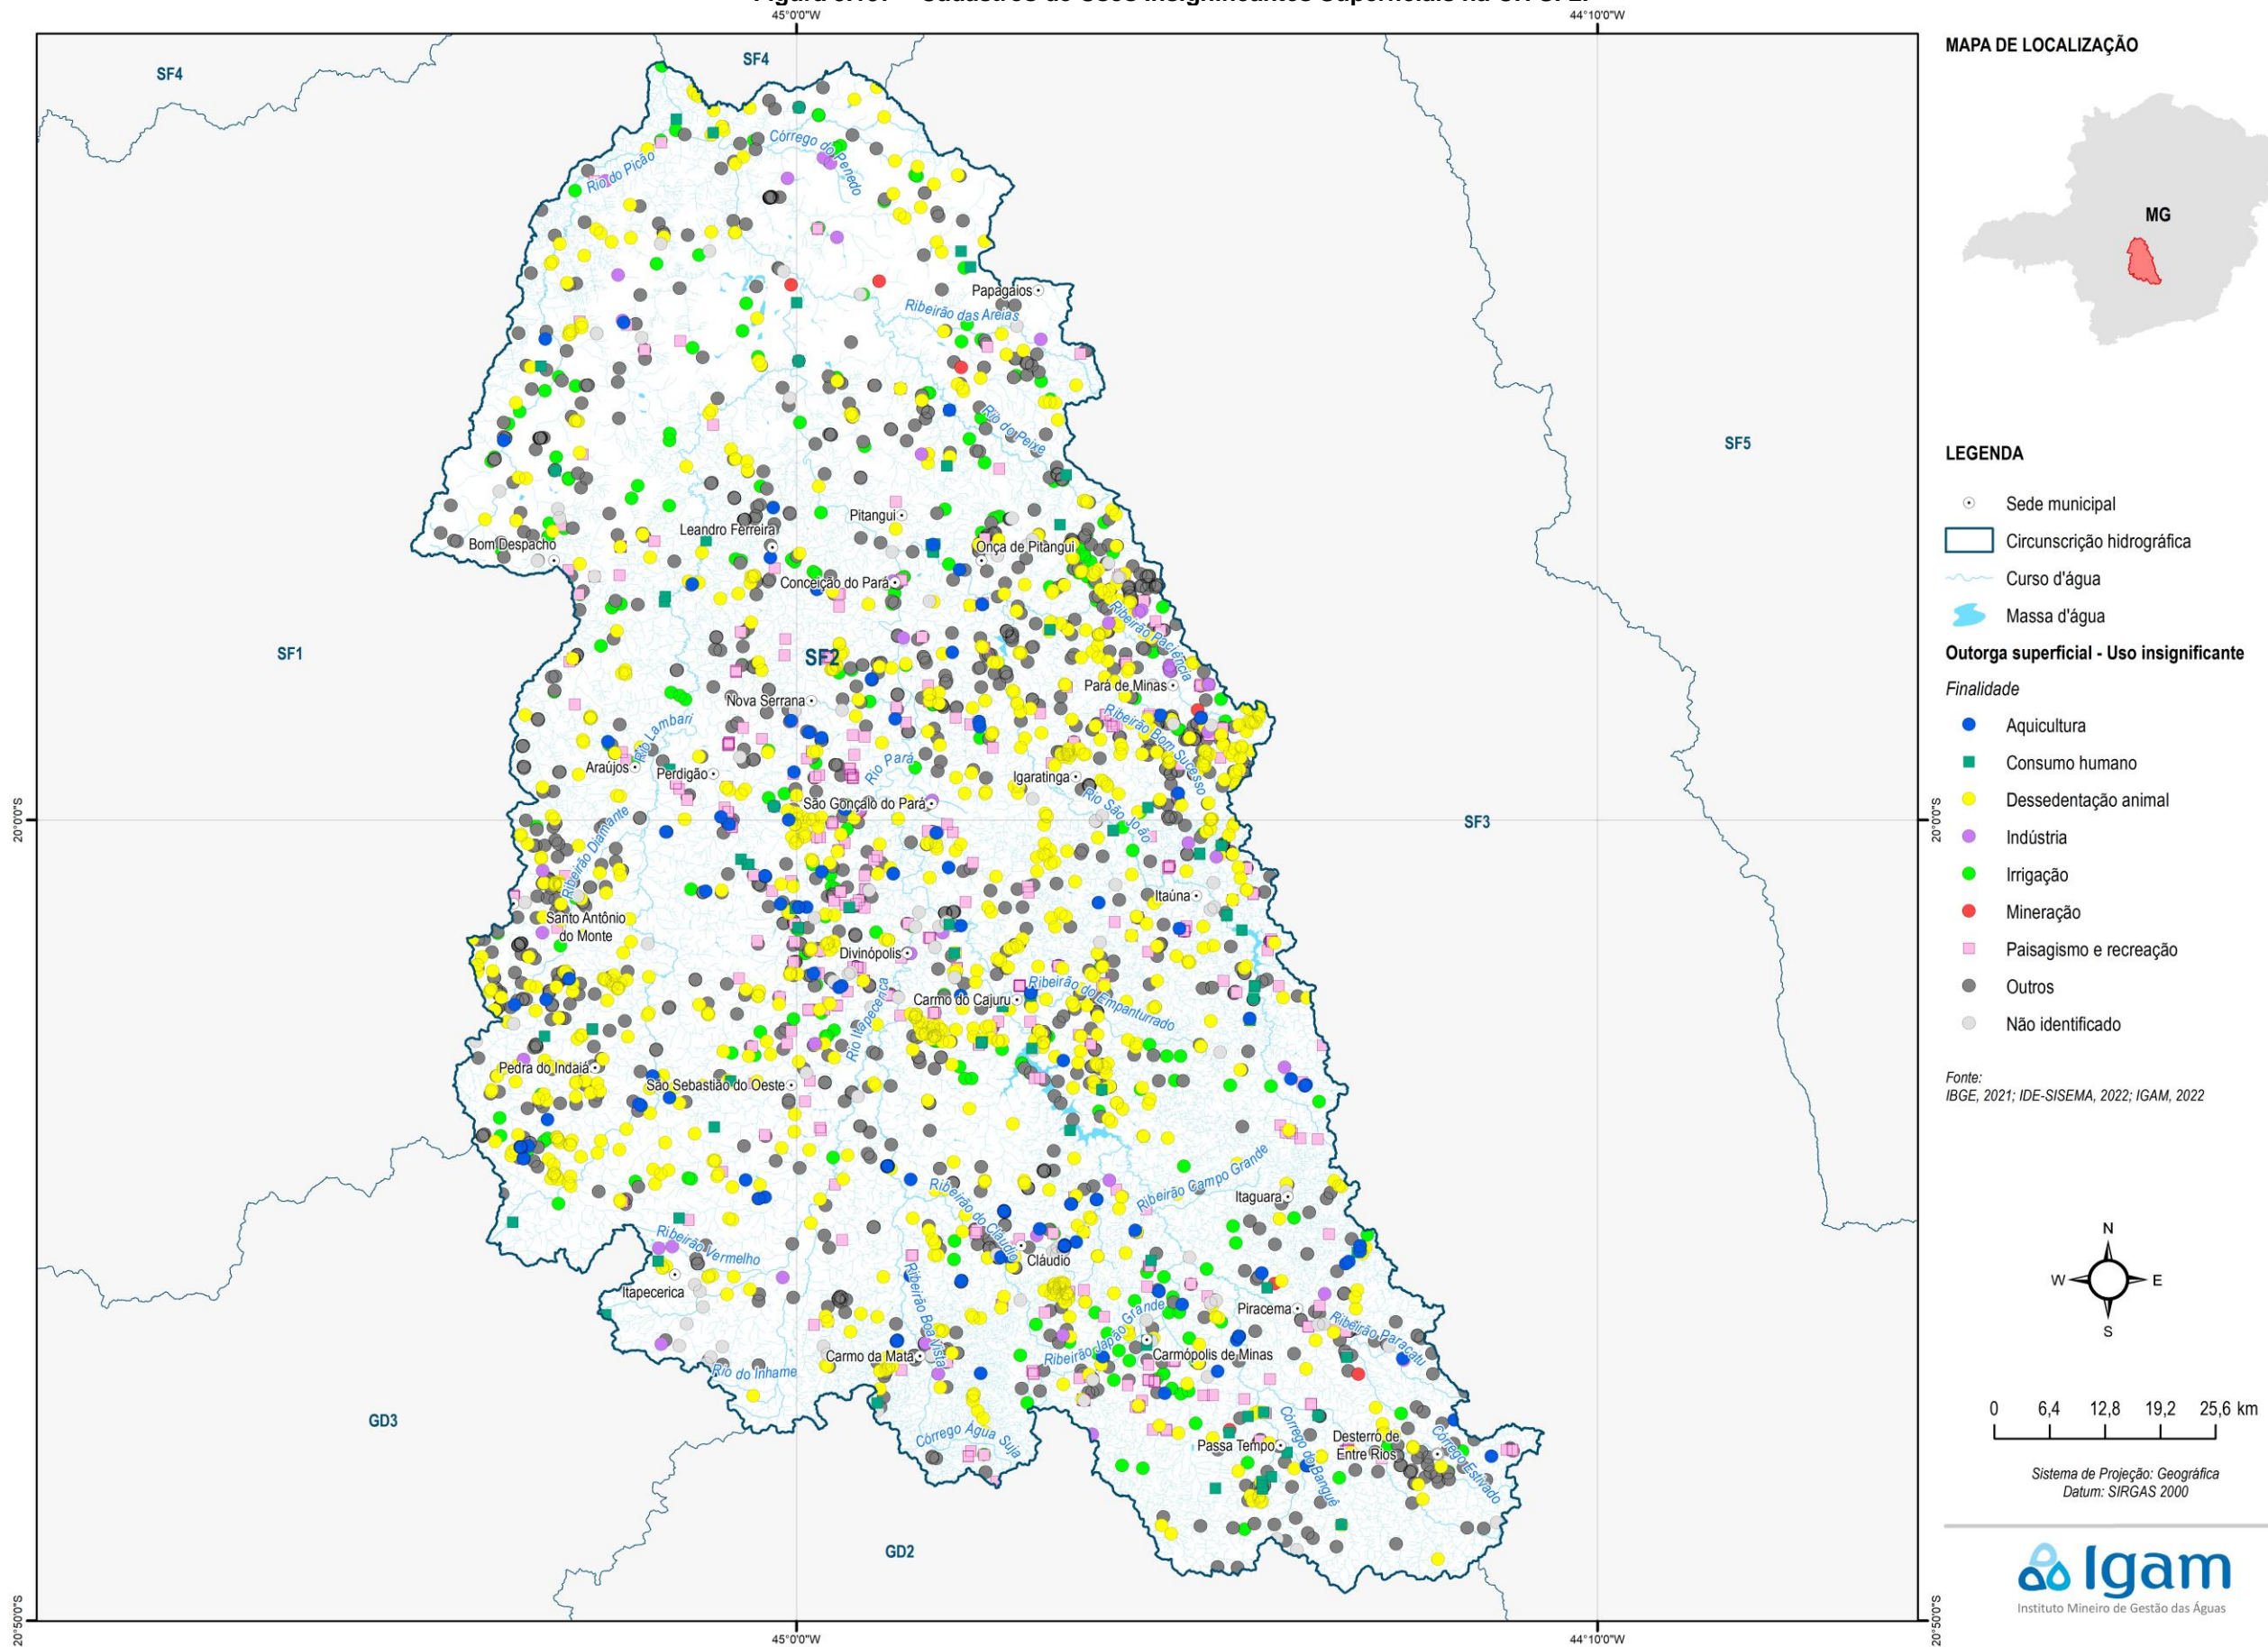 45°0'0"W
44°10'0"W
SF4
SF4
MAPA DE LOCALIZAÇÃO
MG
Rio do Picão
Córrego do Penedo
Papagaios
Ribeirão das Areias
Rio do Peixe
SF5
LEGENDA
Sede municipal
Circunscrição hidrográfica
Curso d'água
Massa d'água
Outorga superficial - Uso insignificante
Finalidade
Aquicultura
Consumo humano
Dessedentação animal
Indústria
Irrigação
Mineração
Paisagismo e recreação
Outros
Não identificado
Fonte:
IBGE, 2021; IDE-SISEMA, 2022; IGAM, 2022
Pitangui
Leandro Ferreira
Bom Despacho
Onça de Pitangui
Conceição do Pará
Ribeirão Paciência
SF1
SF2
Pará de Minas
Nova Serrana
Ribeirão Bom Sucesso
Rio Lambari
Araújos
Perdigão
Rio Pará
Igaratinga
São Gonçalo do Pará
Rio São João
20°0'0"S
SF3
20°0'0"S
Ribeirão Diamante
Itaúna
Santo Antônio
do Monte
Divinópolis
Ribeirão do Empanturrado
Carmo do Cajuru
Rio Itapecerica
Pedra do Indaiá
São Sebastião do Oeste
Ribeirão Campo Grande
Itaguara
Ribeirão do Cláudio
Ribeirão Vermelho
Cláudio
Itapecerica
Ribeirão Boa Vista
Piracema
Ribeirão Paracatu
Ribeirão Japão Grande
Carmo da Mata
Carmópolis de Minas
Rio do Inhame
GD3
Córrego Água Suja
Passa Tempo
Córrego do Banguê
Desterro de
Entre Rios
Córrego Estivado
GD2
N
W
E
S
0 6,4 12,8 19,2 25,6 km
Sistema de Projeção: Geográfica
Datum: SIRGAS 2000
Igam
Instituto Mineiro de Gestão das Águas
20°50'0"S
20°50'0"S
45°0'0"W
44°10'0"W